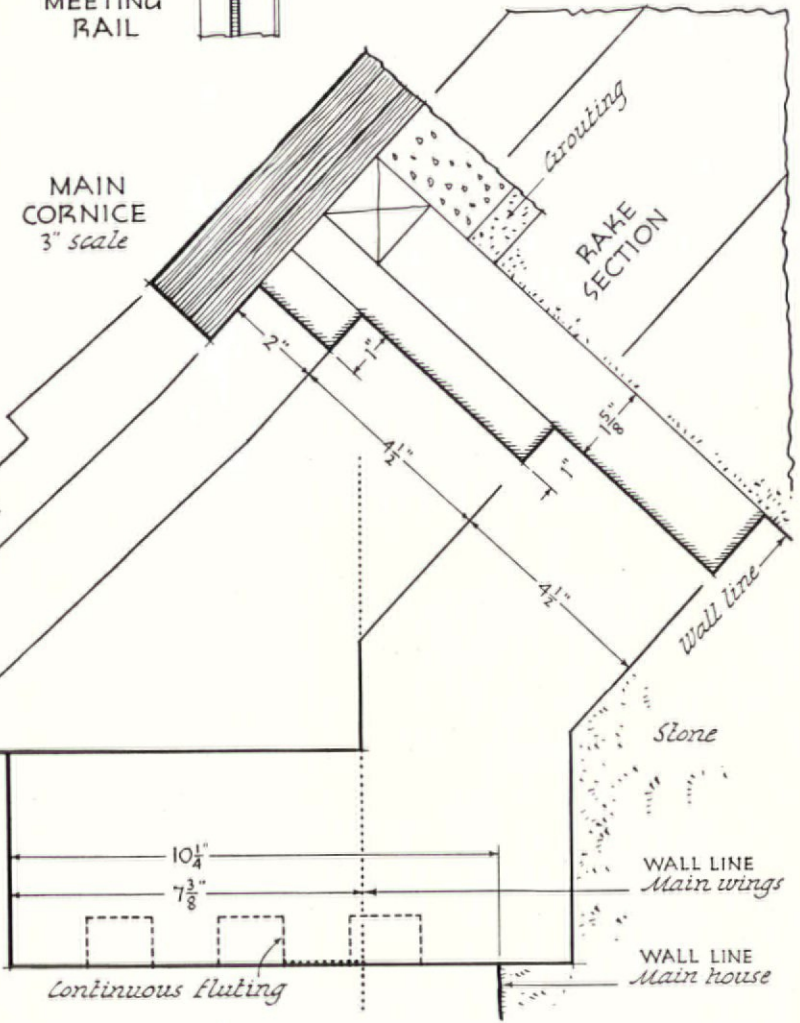 MEETING
RAIL
Grouting
MAIN
CORNICE
3" scale
RAKE
SECTION
2"
1"
4½"
1⅝"
1"
4½"
Wall line
Stone
10¼"
7⅜"
WALL LINE
Main wings
WALL LINE
Main house
Continuous fluting